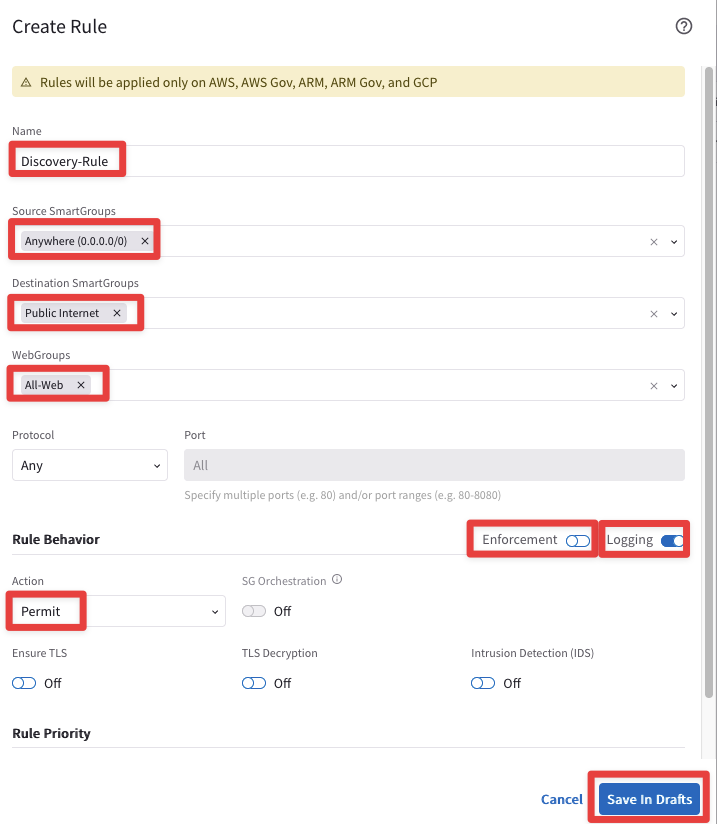 Create Rule
Rules will be applied only on AWS, AWS Gov, ARM, ARM Gov, and GCP
Name
Discovery-Rule
Source SmartGroups
Anywhere (0.0.0.0/0)
Destination SmartGroups
Public Internet
WebGroups
All-Web
Protocol Port
Any All
Specify multiple ports (e.g. 80) and/or port ranges (e.g. 80-8080)
Rule Behavior Enforcement Logging
Action SG Orchestration
Permit Off
Ensure TLS TLS Decryption Intrusion Detection (IDS)
Off Off Off
Rule Priority
Cancel Save In Drafts